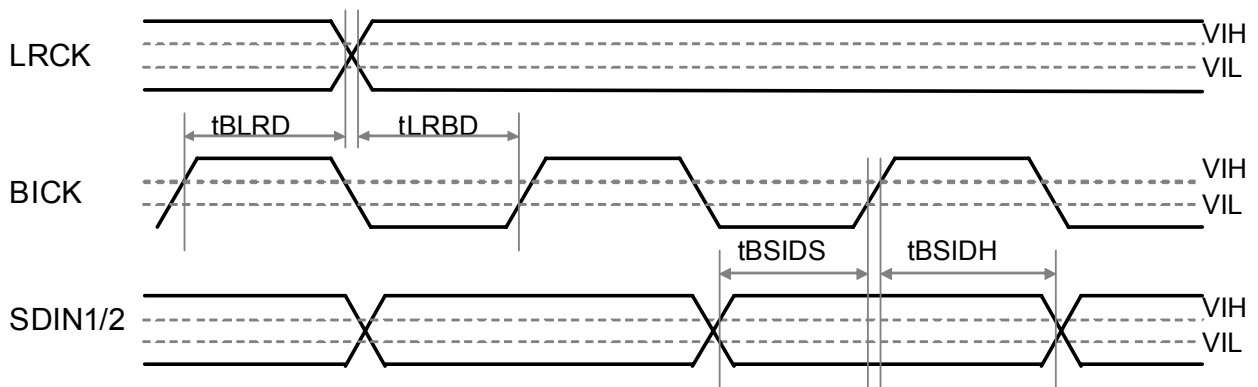 LRCK
VIH
VIL
tBLRD
tLRBD
BICK
VIH
VIL
tBSIDS
tBSIDH
SDIN1/2
VIH
VIL